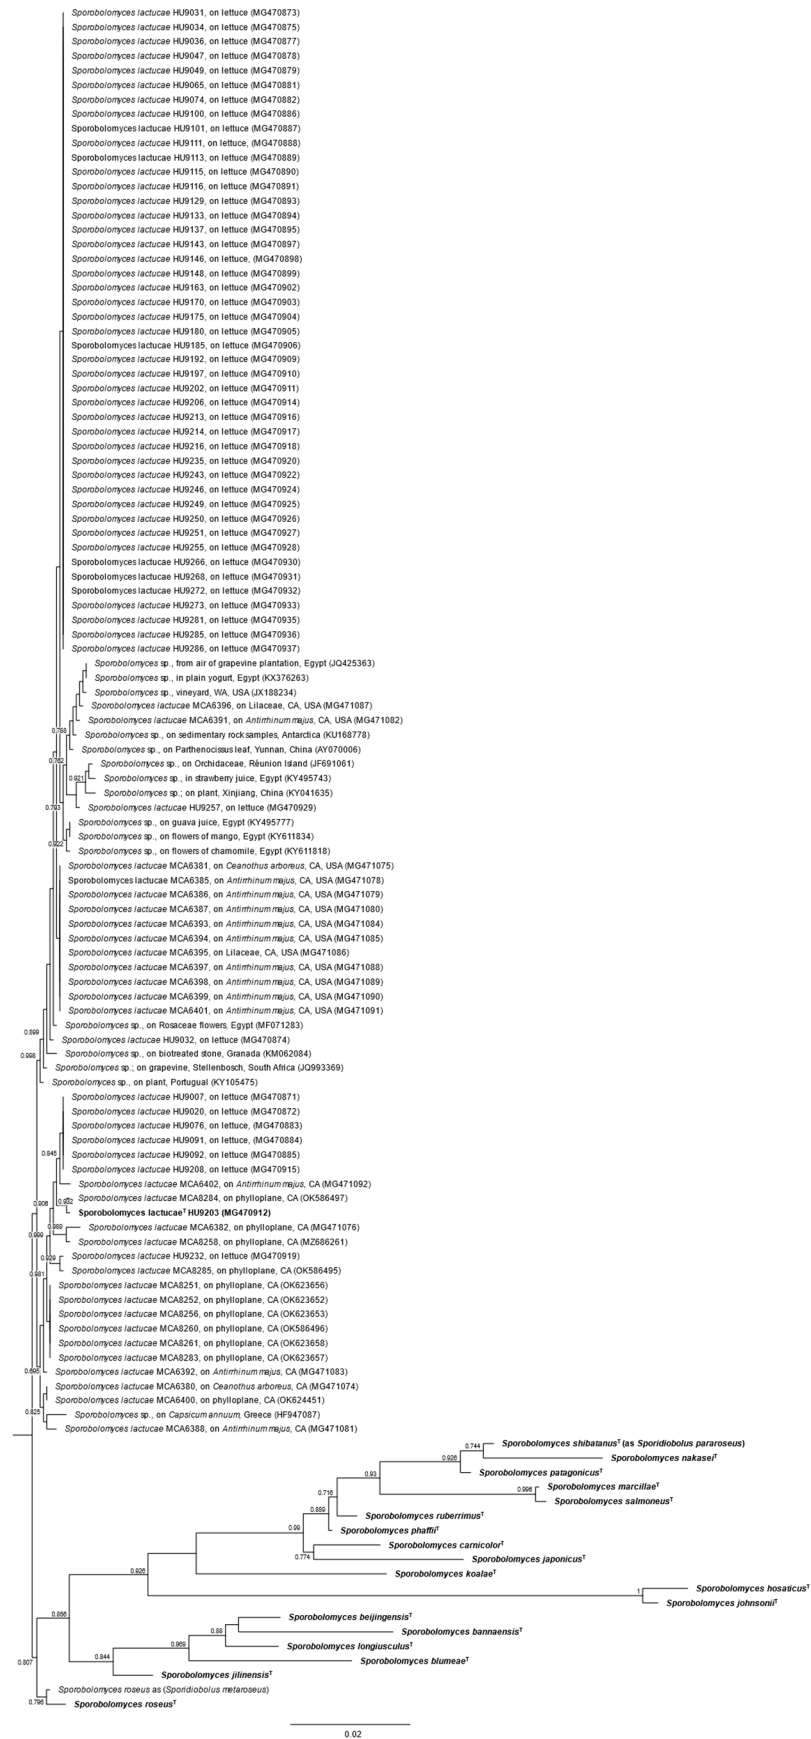 Sporobolomyces lactucae HU9031, on lettuce (MG470873)
Sporobolomyces lactucae HU9034, on lettuce (MG470875)
Sporobolomyces lactucae HU9036, on lettuce (MG470877)
Sporobolomyces lactucae HU9047, on lettuce (MG470878)
Sporobolomyces lactucae HU9049, on lettuce (MG470879)
Sporobolomyces lactucae HU9065, on lettuce (MG470881)
Sporobolomyces lactucae HU9074, on lettuce (MG470882)
Sporobolomyces lactucae HU9100, on lettuce (MG470886)
Sporobolomyces lactucae HU9101, on lettuce (MG470887)
Sporobolomyces lactucae HU9111, on lettuce, (MG470888)
Sporobolomyces lactucae HU9113, on lettuce (MG470889)
Sporobolomyces lactucae HU9115, on lettuce (MG470890)
Sporobolomyces lactucae HU9116, on lettuce (MG470891)
Sporobolomyces lactucae HU9129, on lettuce (MG470893)
Sporobolomyces lactucae HU9133, on lettuce (MG470894)
Sporobolomyces lactucae HU9137, on lettuce (MG470895)
Sporobolomyces lactucae HU9143, on lettuce (MG470897)
Sporobolomyces lactucae HU9146, on lettuce, (MG470898)
Sporobolomyces lactucae HU9148, on lettuce (MG470899)
Sporobolomyces lactucae HU9163, on lettuce (MG470902)
Sporobolomyces lactucae HU9170, on lettuce (MG470903)
Sporobolomyces lactucae HU9175, on lettuce (MG470904)
Sporobolomyces lactucae HU9180, on lettuce (MG470905)
Sporobolomyces lactucae HU9185, on lettuce (MG470906)
Sporobolomyces lactucae HU9192, on lettuce (MG470909)
Sporobolomyces lactucae HU9197, on lettuce (MG470910)
Sporobolomyces lactucae HU9202, on lettuce (MG470911)
Sporobolomyces lactucae HU9206, on lettuce (MG470914)
Sporobolomyces lactucae HU9213, on lettuce (MG470916)
Sporobolomyces lactucae HU9214, on lettuce (MG470917)
Sporobolomyces lactucae HU9216, on lettuce (MG470918)
Sporobolomyces lactucae HU9235, on lettuce (MG470920)
Sporobolomyces lactucae HU9243, on lettuce (MG470922)
Sporobolomyces lactucae HU9246, on lettuce (MG470924)
Sporobolomyces lactucae HU9249, on lettuce (MG470925)
Sporobolomyces lactucae HU9250, on lettuce (MG470926)
Sporobolomyces lactucae HU9251, on lettuce (MG470927)
Sporobolomyces lactucae HU9255, on lettuce (MG470928)
Sporobolomyces lactucae HU9266, on lettuce (MG470930)
Sporobolomyces lactucae HU9268, on lettuce (MG470931)
Sporobolomyces lactucae HU9272, on lettuce (MG470932)
Sporobolomyces lactucae HU9273, on lettuce (MG470933)
Sporobolomyces lactucae HU9281, on lettuce (MG470935)
Sporobolomyces lactucae HU9285, on lettuce (MG470936)
Sporobolomyces lactucae HU9286, on lettuce (MG470937)
Sporobolomyces sp., from air of grapevine plantation, Egypt (JQ425363)
Sporobolomyces sp., in plain yogurt, Egypt (KX376263)
Sporobolomyces sp., vineyard, WA, USA (JX188234)
Sporobolomyces lactucae MCA6396, on Lilaceae, CA, USA (MG471087)
Sporobolomyces lactucae MCA6391, on Antirrhinum majus, CA, USA (MG471082)
0.788
Sporobolomyces sp., on sedimentary rock samples, Antarctica (KU168778)
Sporobolomyces sp., on Parthenocissus leaf, Yunnan, China (AY070006)
0.762
Sporobolomyces sp., on Orchidaceae, Réunion Island (JF691061)
0.921
Sporobolomyces sp., in strawberry juice, Egypt (KY495743)
Sporobolomyces sp.; on plant, Xinjiang, China (KY041635)
0.793
Sporobolomyces lactucae HU9257, on lettuce (MG470929)
Sporobolomyces sp., on guava juice, Egypt (KY495777)
Sporobolomyces sp., on flowers of mango, Egypt (KY611834)
0.922
Sporobolomyces sp., on flowers of chamomile, Egypt (KY611818)
Sporobolomyces lactucae MCA6381, on Ceanothus arboreus, CA, USA (MG471075)
Sporobolomyces lactucae MCA6385, on Antirrhinum majus, CA, USA (MG471078)
Sporobolomyces lactucae MCA6386, on Antirrhinum majus, CA, USA (MG471079)
Sporobolomyces lactucae MCA6387, on Antirrhinum majus, CA, USA (MG471080)
Sporobolomyces lactucae MCA6393, on Antirrhinum majus, CA, USA (MG471084)
Sporobolomyces lactucae MCA6394, on Antirrhinum majus, CA, USA (MG471085)
Sporobolomyces lactucae MCA6395, on Lilaceae, CA, USA (MG471086)
Sporobolomyces lactucae MCA6397, on Antirrhinum majus, CA, USA (MG471088)
Sporobolomyces lactucae MCA6398, on Antirrhinum majus, CA, USA (MG471089)
Sporobolomyces lactucae MCA6399, on Antirrhinum majus, CA, USA (MG471090)
Sporobolomyces lactucae MCA6401, on Antirrhinum majus, CA, USA (MG471091)
Sporobolomyces sp., on Rosaceae flowers, Egypt (MF071283)
0.899
Sporobolomyces lactucae HU9032, on lettuce (MG470874)
Sporobolomyces sp., on biotreated stone, Granada (KM062084)
0.998
Sporobolomyces sp.; on grapevine, Stellenbosch, South Africa (JQ993369)
Sporobolomyces sp., on plant, Portugual (KY105475)
Sporobolomyces lactucae HU9007, on lettuce (MG470871)
Sporobolomyces lactucae HU9020, on lettuce (MG470872)
Sporobolomyces lactucae HU9076, on lettuce, (MG470883)
Sporobolomyces lactucae HU9091, on lettuce, (MG470884)
0.845
Sporobolomyces lactucae HU9092, on lettuce (MG470885)
Sporobolomyces lactucae HU9208, on lettuce (MG470915)
Sporobolomyces lactucae MCA6402, on Antirrhinum majus, CA (MG471092)
Sporobolomyces lactucae MCA8284, on phylloplane, CA (OK586497)
0.906
Sporobolomyces lactucaeᵀ HU9203 (MG470912)
Sporobolomyces lactucae MCA6382, on phylloplane, CA (MG471076)
0.989
0.999
Sporobolomyces lactucae MCA8258, on phylloplane, CA (MZ686261)
Sporobolomyces lactucae HU9232, on lettuce (MG470919)
0.929
Sporobolomyces lactucae MCA8285, on phylloplane, CA (OK586495)
0.981
Sporobolomyces lactucae MCA8251, on phylloplane, CA (OK623656)
Sporobolomyces lactucae MCA8252, on phylloplane, CA (OK623652)
Sporobolomyces lactucae MCA8256, on phylloplane, CA (OK623653)
Sporobolomyces lactucae MCA8260, on phylloplane, CA (OK586496)
Sporobolomyces lactucae MCA8261, on phylloplane, CA (OK623658)
Sporobolomyces lactucae MCA8283, on phylloplane, CA (OK623657)
0.695
Sporobolomyces lactucae MCA6392, on Antirrhinum majus, CA (MG471083)
Sporobolomyces lactucae MCA6380, on Ceanothus arboreus, CA (MG471074)
Sporobolomyces lactucae MCA6400, on phylloplane, CA (OK624451)
0.825
Sporobolomyces sp., on Capsicum annuum, Greece (HF947087)
Sporobolomyces lactucae MCA6388, on Antirrhinum majus, CA (MG471081)
0.744
Sporobolomyces shibatanusᵀ (as Sporidiobolus pararoseus)
0.926
Sporobolomyces nakaseiᵀ
Sporobolomyces patagonicusᵀ
0.93
Sporobolomyces marcillaeᵀ
0.996
Sporobolomyces salmoneusᵀ
0.716
0.889
Sporobolomyces ruberrimusᵀ
0.99
Sporobolomyces phaffiiᵀ
Sporobolomyces carnicolorᵀ
0.774
Sporobolomyces japonicusᵀ
0.926
Sporobolomyces koalaeᵀ
1
Sporobolomyces hosaticusᵀ
Sporobolomyces johnsoniiᵀ
0.856
Sporobolomyces beijingensisᵀ
0.88
Sporobolomyces bannaensisᵀ
0.969
Sporobolomyces longiusculusᵀ
0.844
Sporobolomyces blumeaeᵀ
0.807
Sporobolomyces jilinensisᵀ
Sporobolomyces roseus as (Sporidiobolus metaroseus)
0.796
Sporobolomyces roseusᵀ
0.02